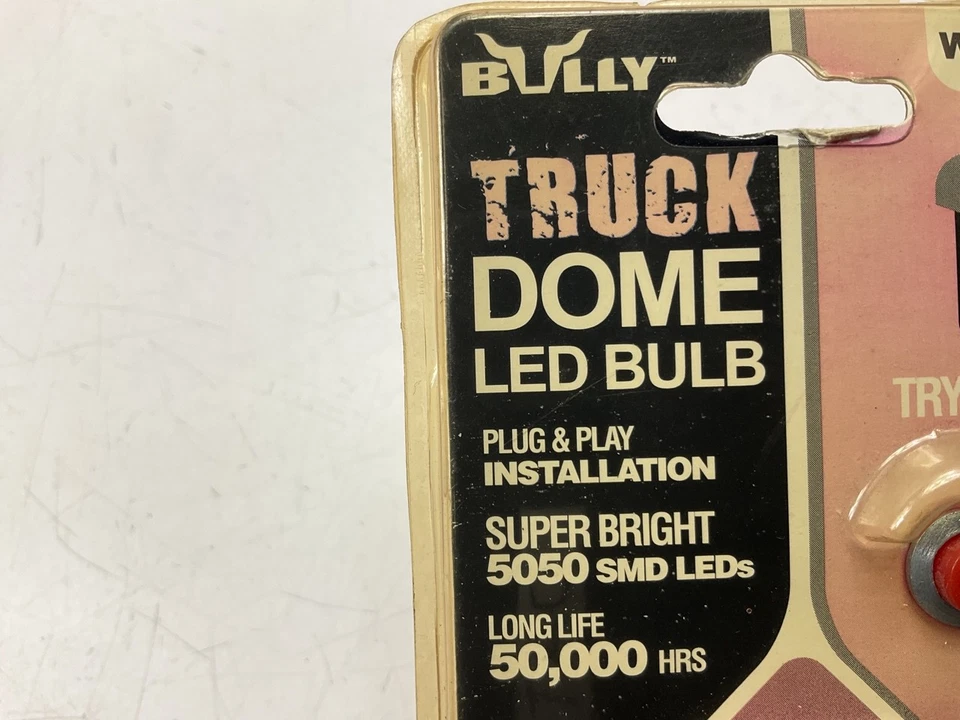 BULLY™
TRUCK
DOME
LED BULB
PLUG & PLAY
INSTALLATION
SUPER BRIGHT
5050 SMD LEDs
LONG LIFE
50,000 HRS
TRY